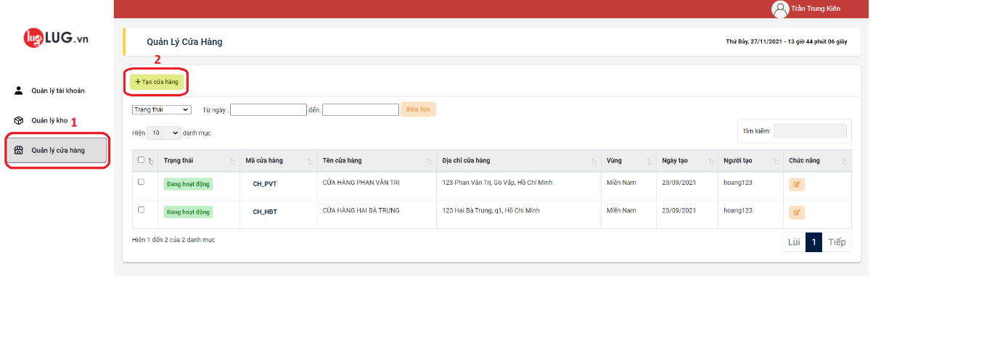 Trần Trung Kiên
lug LUG.vn
Quản Lý Cửa Hàng
Thứ Bảy, 27/11/2021 - 13 giờ 44 phút 06 giây
2
+ Tạo cửa hàng
Quản lý tài khoản
Quản lý kho
1
Quản lý cửa hàng
Trạng thái Từ ngày : đến: Xóa lọc
Hiện 10 danh mục
Tìm kiếm:
Trạng thái Mã cửa hàng Tên cửa hàng Địa chỉ cửa hàng Vùng Ngày tạo Người tạo Chức năng
Đang hoạt động CH_PVT CỬA HÀNG PHAN VĂN TRỊ 123 Phan Văn Trị, Gò Vấp, Hồ Chí Minh Miền Nam 23/09/2021 hoang123
Đang hoạt động CH_HBT CỬA HÀNG HAI BÀ TRƯNG 123 Hai Bà Trưng, q1, Hồ Chí Minh Miền Nam 23/09/2021 hoang123
Hiện 1 đến 2 của 2 danh mục
Lùi 1 Tiếp